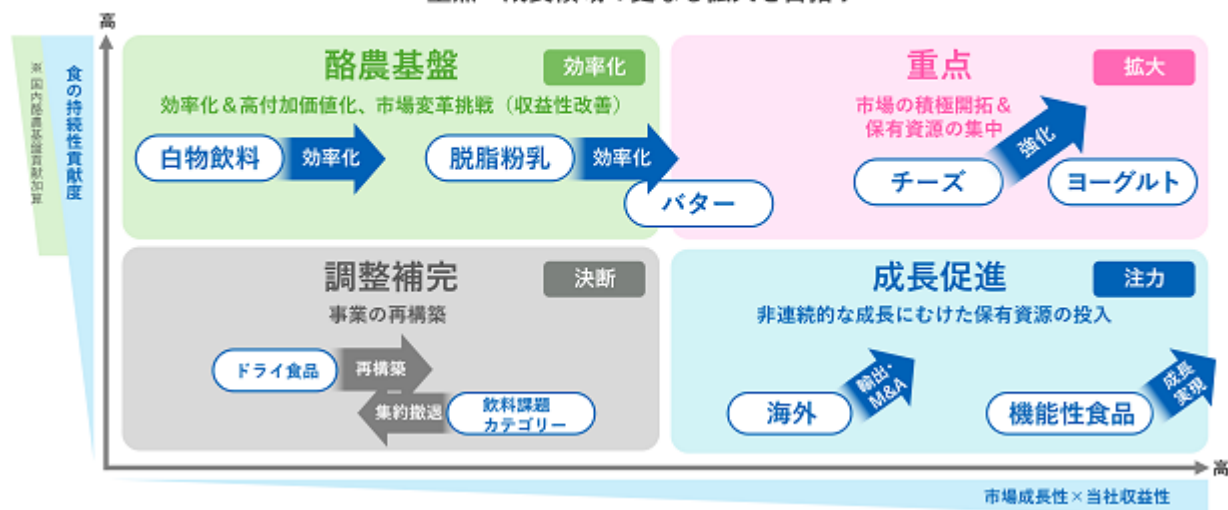 高
食の持続性貢献度
※国内酪農基盤貢献加算
酪農基盤
効率化
効率化&高付加価値化、市場変革挑戦（収益性改善）
白物飲料
効率化
脱脂粉乳
効率化
バター
重点
拡大
市場の積極開拓&
保有資源の集中
チーズ
強化
ヨーグルト
調整補完
決断
事業の再構築
ドライ食品
再構築
集約撤退
飲料課題
カテゴリー
成長促進
注力
非連続的な成長にむけた保有資源の投入
海外
輸出・
M&A
機能性食品
成長
実現
高
市場成長性×当社収益性